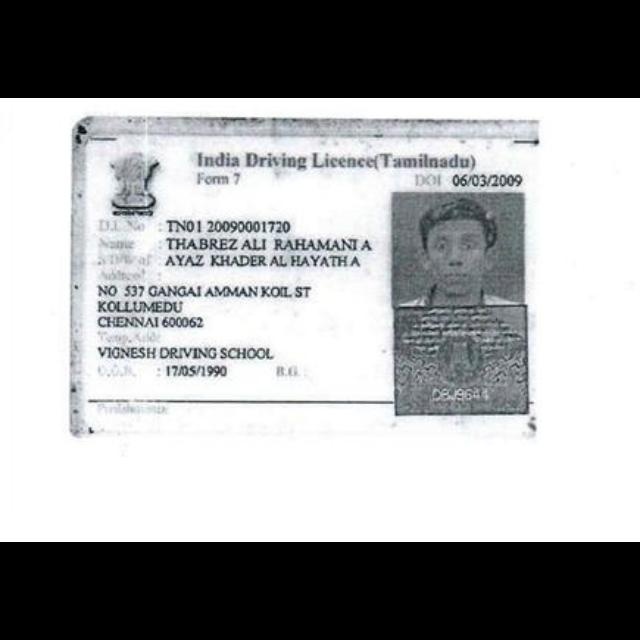 India Driving Licence(Tamilnadu)
Form 7
DOI 06/03/2009
D.L.No : TN01 20090001720
Name : THABREZ ALI RAHAMANI A
S/D/W of : AYAZ KHADER AL HAYATH A
Address :
NO 537 GANGAI AMMAN KOIL ST
KOLLUMEDU
CHENNAI 600062
Temp. Addr
VIGNESH DRIVING SCHOOL
D.O.B. : 17/05/1990 B.G. :